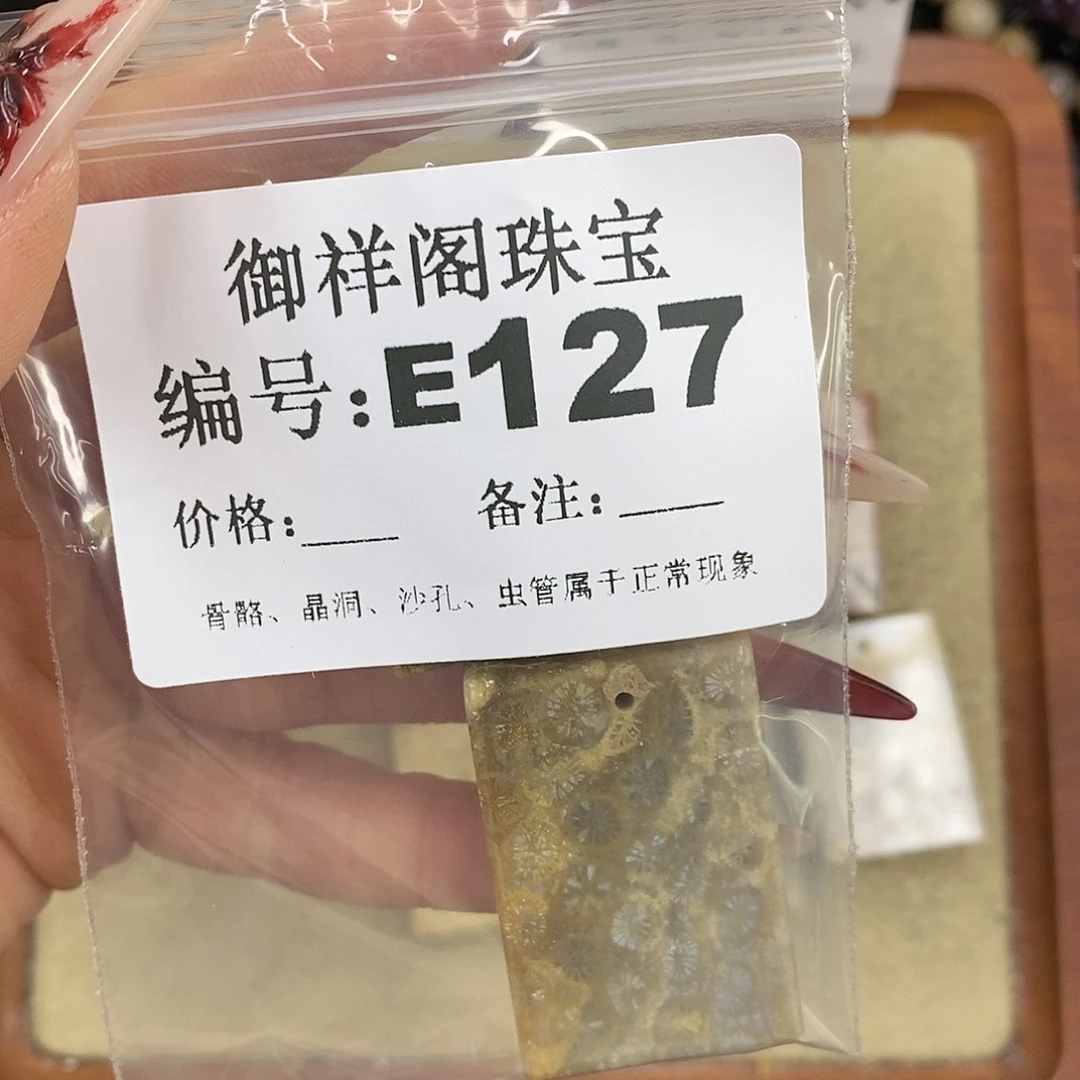 御祥阁珠宝
编号:E127
价格:____ 备注:____
骨骼、晶洞、沙孔、虫管属于正常现象